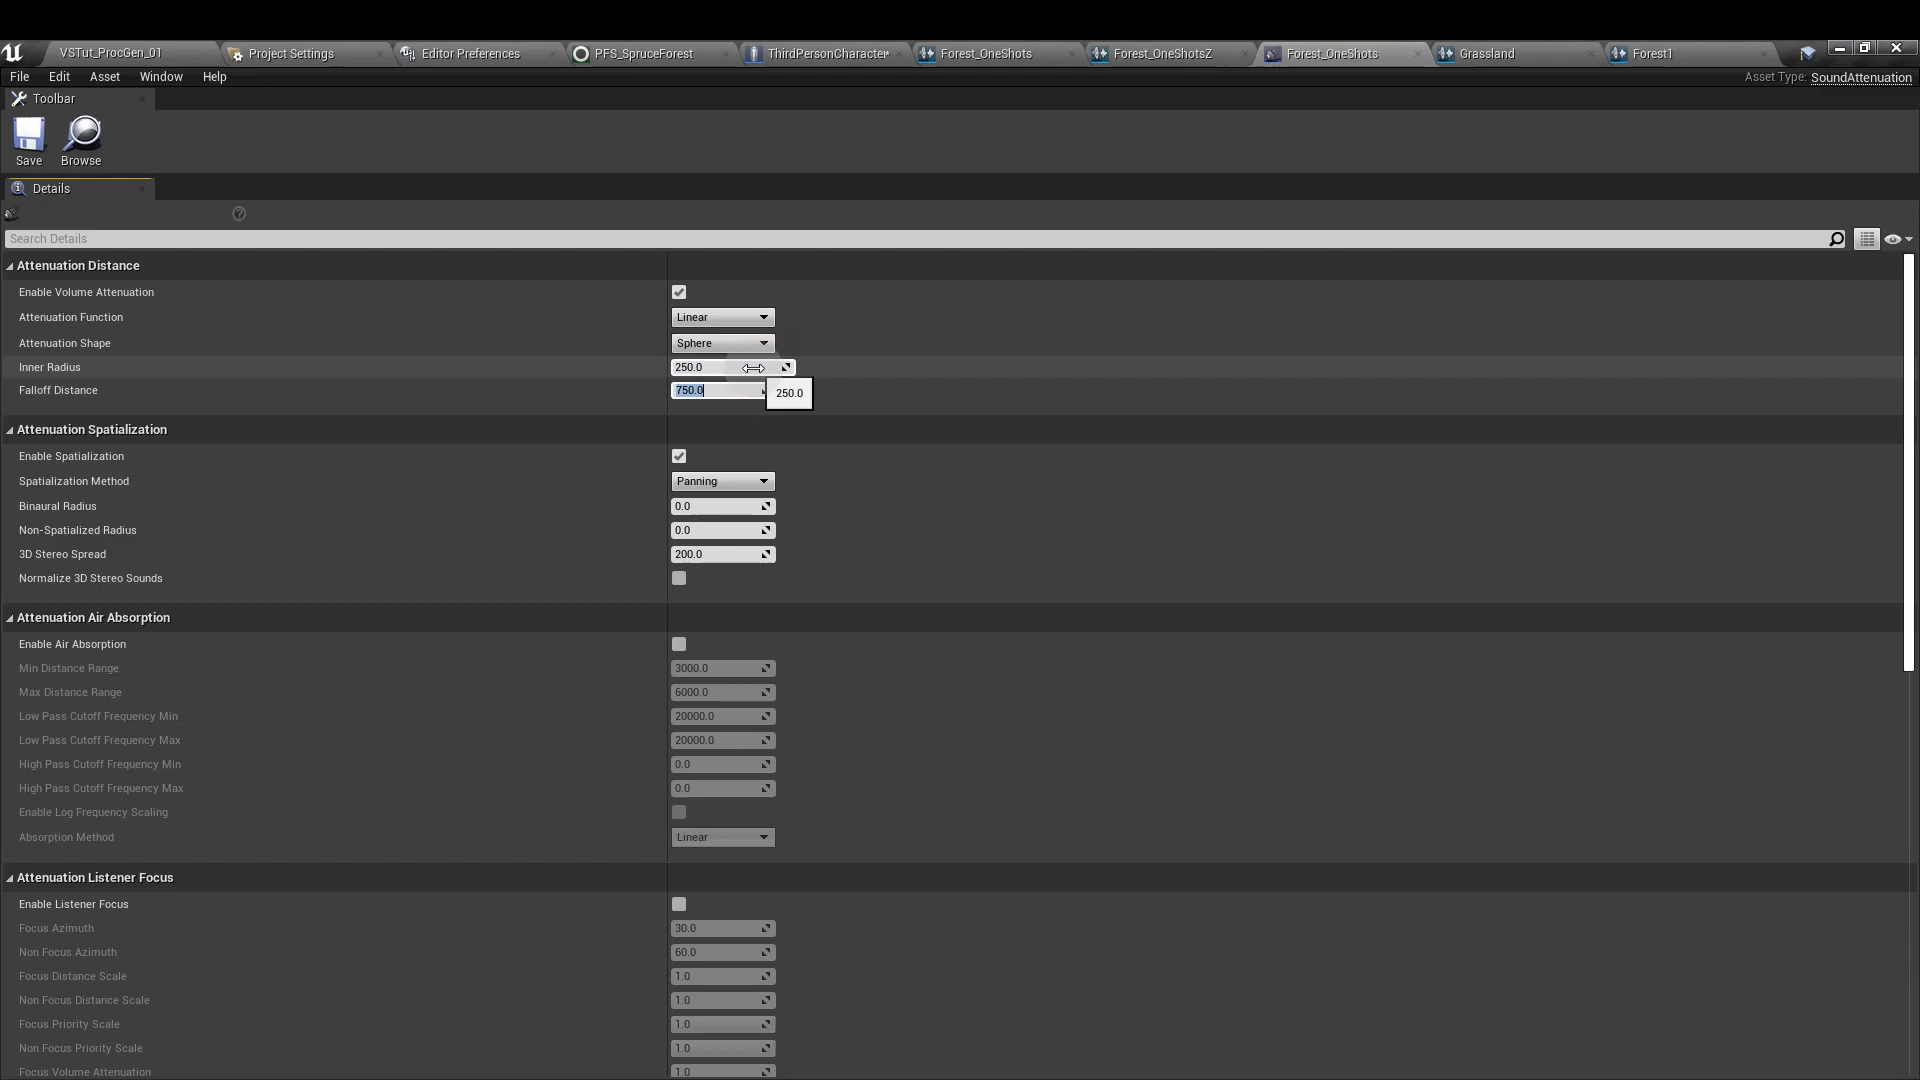 VSTut_ProcGen_01
Project Settings
Editor Preferences
PFS_SpruceForest
ThirdPersonCharacter*
Forest_OneShots
Forest_OneShotsZ
Forest_OneShots
Grassland
Forest1
File Edit Asset Window Help
Asset Type: SoundAttenuation
Toolbar
Save
Browse
Details
Search Details
Attenuation Distance
Enable Volume Attenuation
Attenuation Function Linear
Attenuation Shape Sphere
Inner Radius 250.0
Falloff Distance 750.0
250.0
Attenuation Spatialization
Enable Spatialization
Spatialization Method Panning
Binaural Radius 0.0
Non-Spatialized Radius 0.0
3D Stereo Spread 200.0
Normalize 3D Stereo Sounds
Attenuation Air Absorption
Enable Air Absorption
Min Distance Range 3000.0
Max Distance Range 6000.0
Low Pass Cutoff Frequency Min 20000.0
Low Pass Cutoff Frequency Max 20000.0
High Pass Cutoff Frequency Min 0.0
High Pass Cutoff Frequency Max 0.0
Enable Log Frequency Scaling
Absorption Method Linear
Attenuation Listener Focus
Enable Listener Focus
Focus Azimuth 30.0
Non Focus Azimuth 60.0
Focus Distance Scale 1.0
Non Focus Distance Scale 1.0
Focus Priority Scale 1.0
Non Focus Priority Scale 1.0
Focus Volume Attenuation 1.0